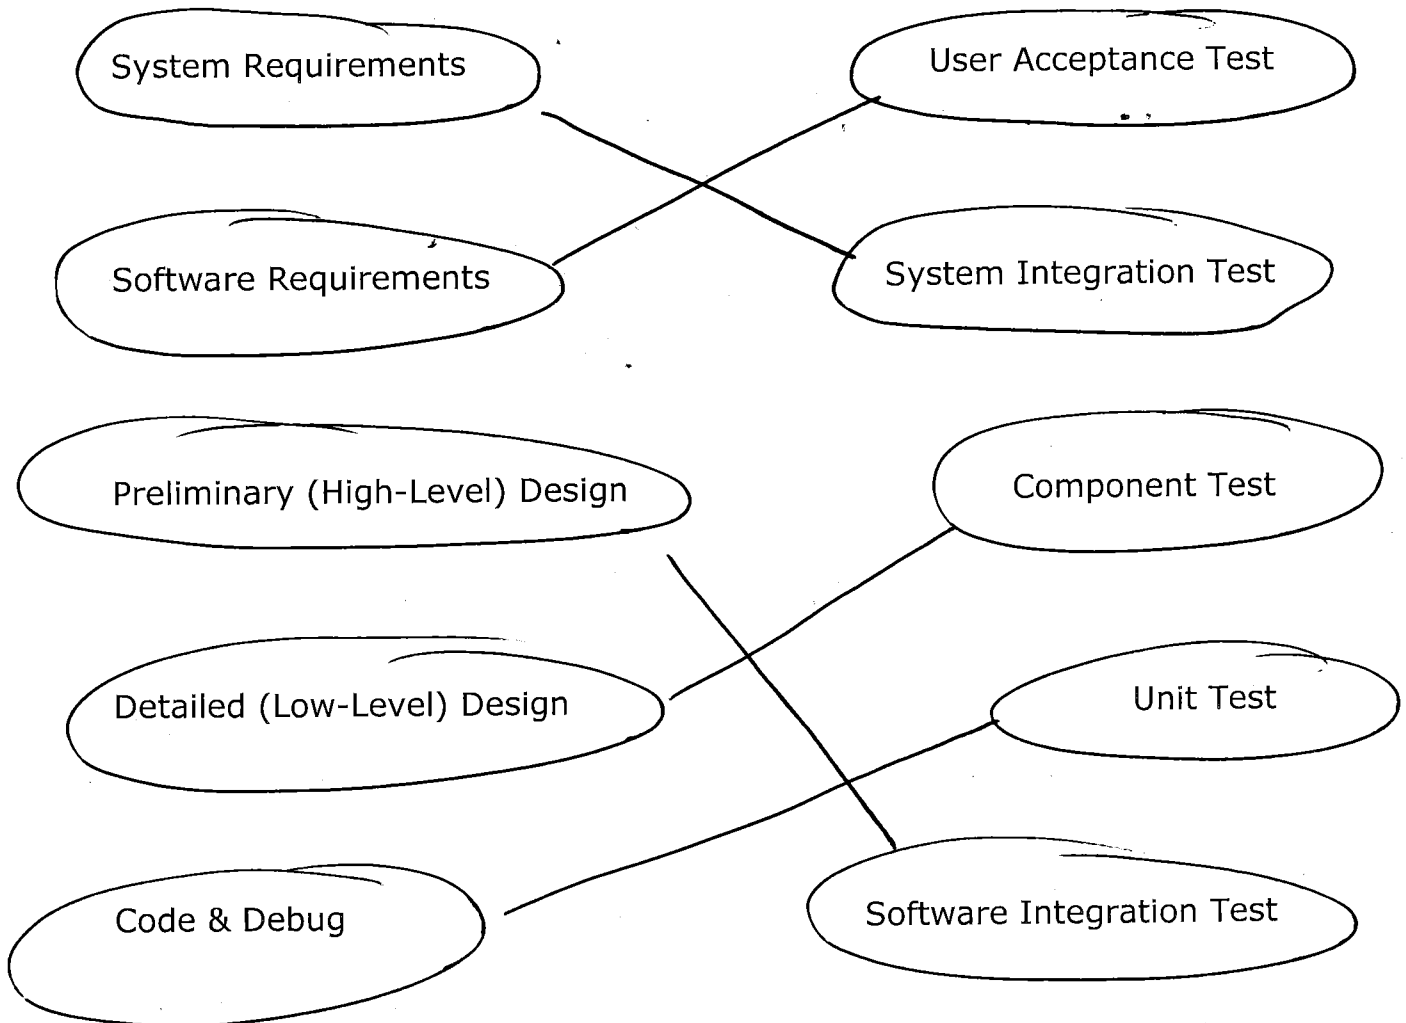 System Requirements
User Acceptance Test
Software Requirements
System Integration Test
Preliminary (High-Level) Design
Component Test
Detailed (Low-Level) Design
Unit Test
Code & Debug
Software Integration Test